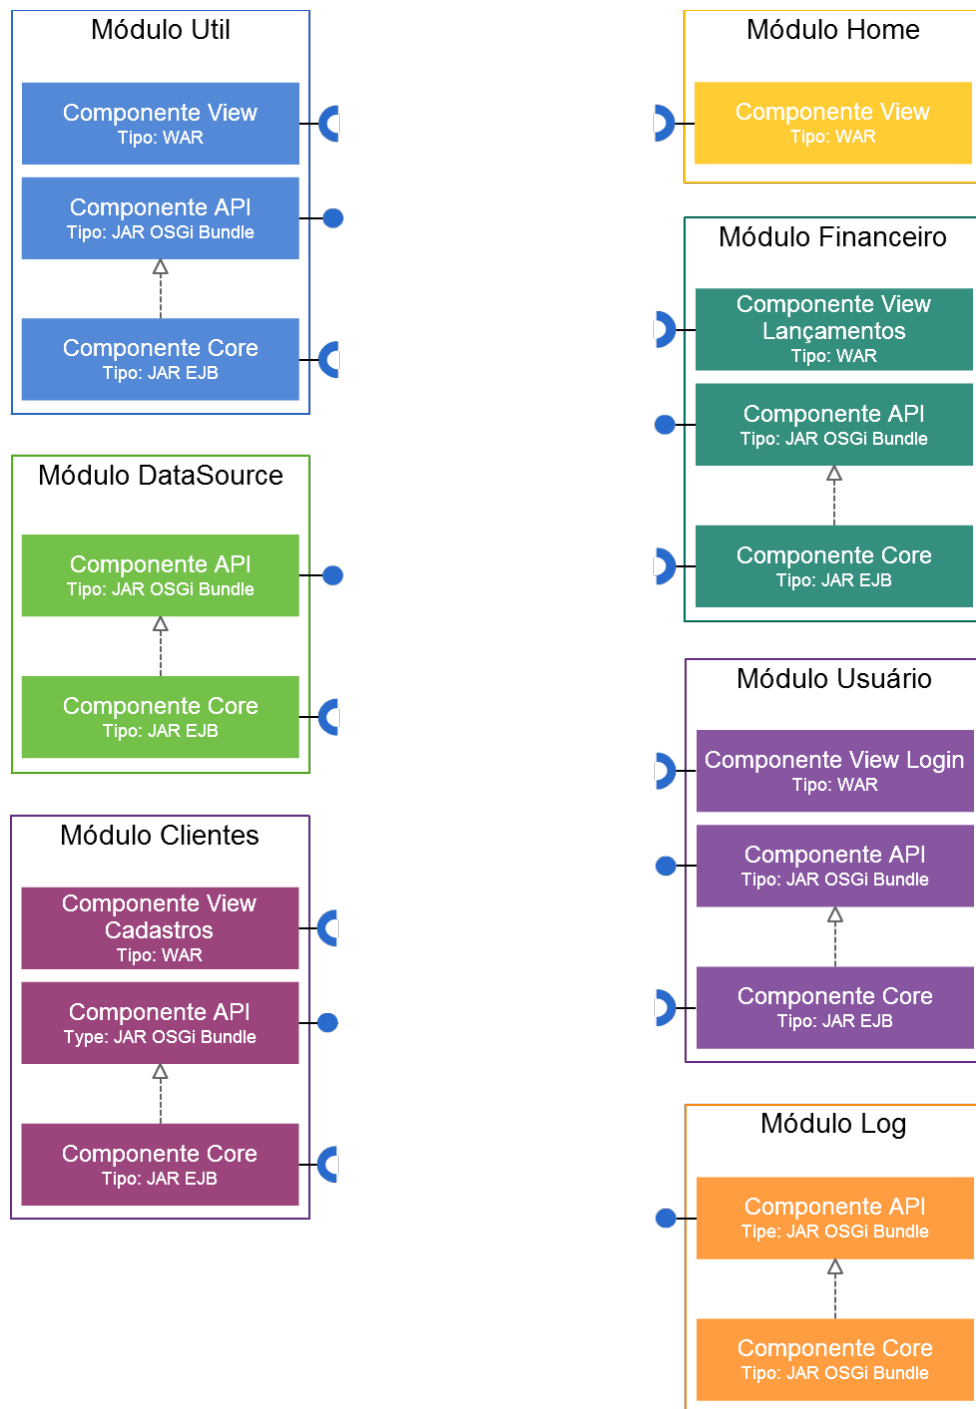 Módulo Util
Componente View
Tipo: WAR
Componente API
Tipo: JAR OSGi Bundle
Componente Core
Tipo: JAR EJB
Módulo DataSource
Componente API
Tipo: JAR OSGi Bundle
Componente Core
Tipo: JAR EJB
Módulo Clientes
Componente View
Cadastros
Tipo: WAR
Componente API
Type: JAR OSGi Bundle
Componente Core
Tipo: JAR EJB
Módulo Home
Componente View
Tipo: WAR
Módulo Financeiro
Componente View
Lançamentos
Tipo: WAR
Componente API
Tipo: JAR OSGi Bundle
Componente Core
Tipo: JAR EJB
Módulo Usuário
Componente View Login
Tipo: WAR
Componente API
Tipo: JAR OSGi Bundle
Componente Core
Tipo: JAR EJB
Módulo Log
Componente API
Tipe: JAR OSGi Bundle
Componente Core
Tipo: JAR OSGi Bundle